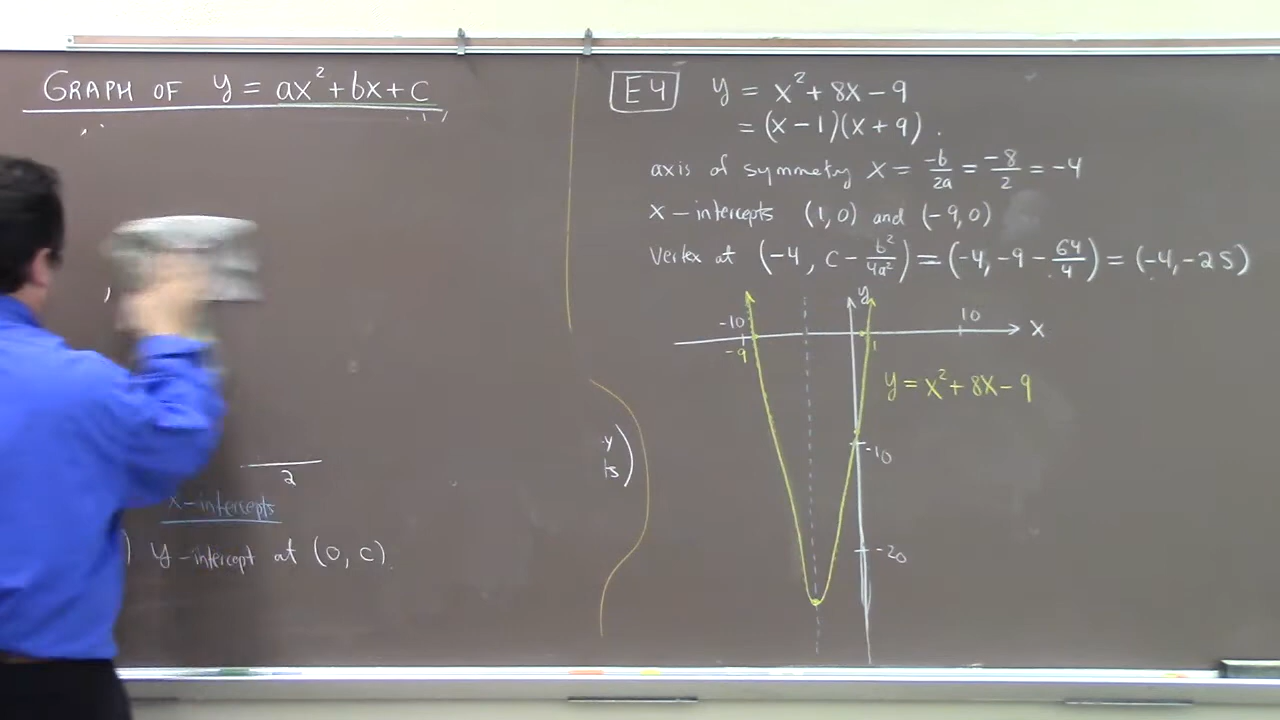 GRAPH OF y = ax² + bx + c
2
x-intercepts
) y-intercept at (0, c).
y)
ts)
E4 y = x² + 8x - 9
= (x - 1)(x + 9).
axis of symmetry x = -b/2a = -8/2 = -4
x-intercepts (1, 0) and (-9, 0)
Vertex at (-4, c - b²/4a²) = (-4, -9 - 64/4) = (-4, -25)
y
-10 10 x
-9 1
y = x² + 8x - 9
-10
-20